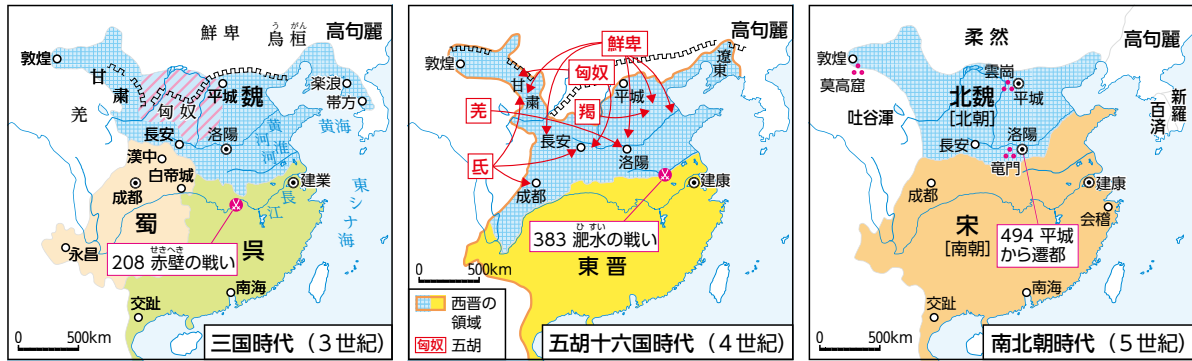 鮮卑
うがん
烏桓
高句麗
敦煌
甘
粛
匈奴
平城
魏
楽浪
帯方
羌
黄海
長安
洛陽
黄河
淮河
漢中
白帝城
成都
建業
長江
東シナ海
蜀
呉
永昌
せきへき
208 赤壁の戦い
南海
交趾
0 500km
三国時代（3世紀）
高句麗
鮮卑
敦煌
匈奴
遼東
甘
粛
平城
羌
羯
長安
洛陽
氐
成都
建康
ひすい
383 淝水の戦い
東晋
0 500km
西晋の
領域
匈奴 五胡
五胡十六国時代（4世紀）
柔然
高句麗
敦煌
莫高窟
雲崗
平城
北魏
[北朝]
吐谷渾
新羅
百済
長安
洛陽
竜門
成都
建康
会稽
宋
[南朝]
494 平城
から遷都
南海
交趾
0 500km
南北朝時代（5世紀）